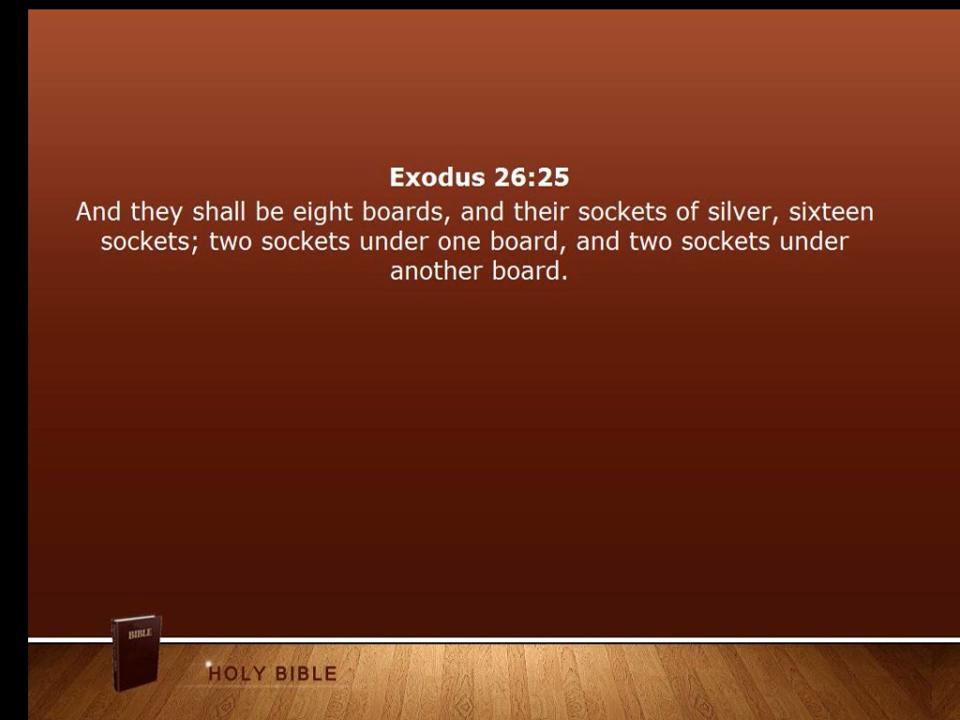 Exodus 26:25
And they shall be eight boards, and their sockets of silver, sixteen
sockets; two sockets under one board, and two sockets under
another board.
BIBLE
HOLY BIBLE